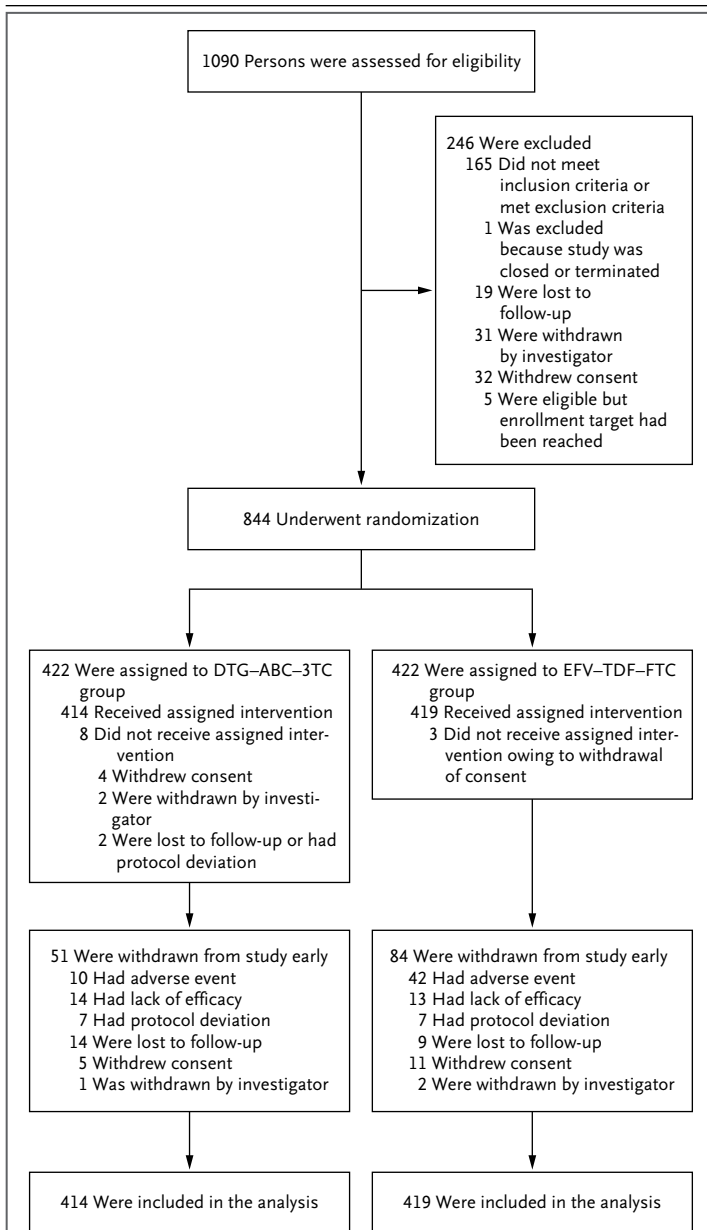 1090 Persons were assessed for eligibility
246 Were excluded
165 Did not meet
inclusion criteria or
met exclusion criteria
1 Was excluded
because study was
closed or terminated
19 Were lost to
follow-up
31 Were withdrawn
by investigator
32 Withdrew consent
5 Were eligible but
enrollment target had
been reached
844 Underwent randomization
422 Were assigned to DTG–ABC–3TC
group
414 Received assigned intervention
8 Did not receive assigned inter-
vention
4 Withdrew consent
2 Were withdrawn by investi-
gator
2 Were lost to follow-up or had
protocol deviation
422 Were assigned to EFV–TDF–FTC
group
419 Received assigned intervention
3 Did not receive assigned inter-
vention owing to withdrawal
of consent
51 Were withdrawn from study early
10 Had adverse event
14 Had lack of efficacy
7 Had protocol deviation
14 Were lost to follow-up
5 Withdrew consent
1 Was withdrawn by investigator
84 Were withdrawn from study early
42 Had adverse event
13 Had lack of efficacy
7 Had protocol deviation
9 Were lost to follow-up
11 Withdrew consent
2 Were withdrawn by investigator
414 Were included in the analysis
419 Were included in the analysis